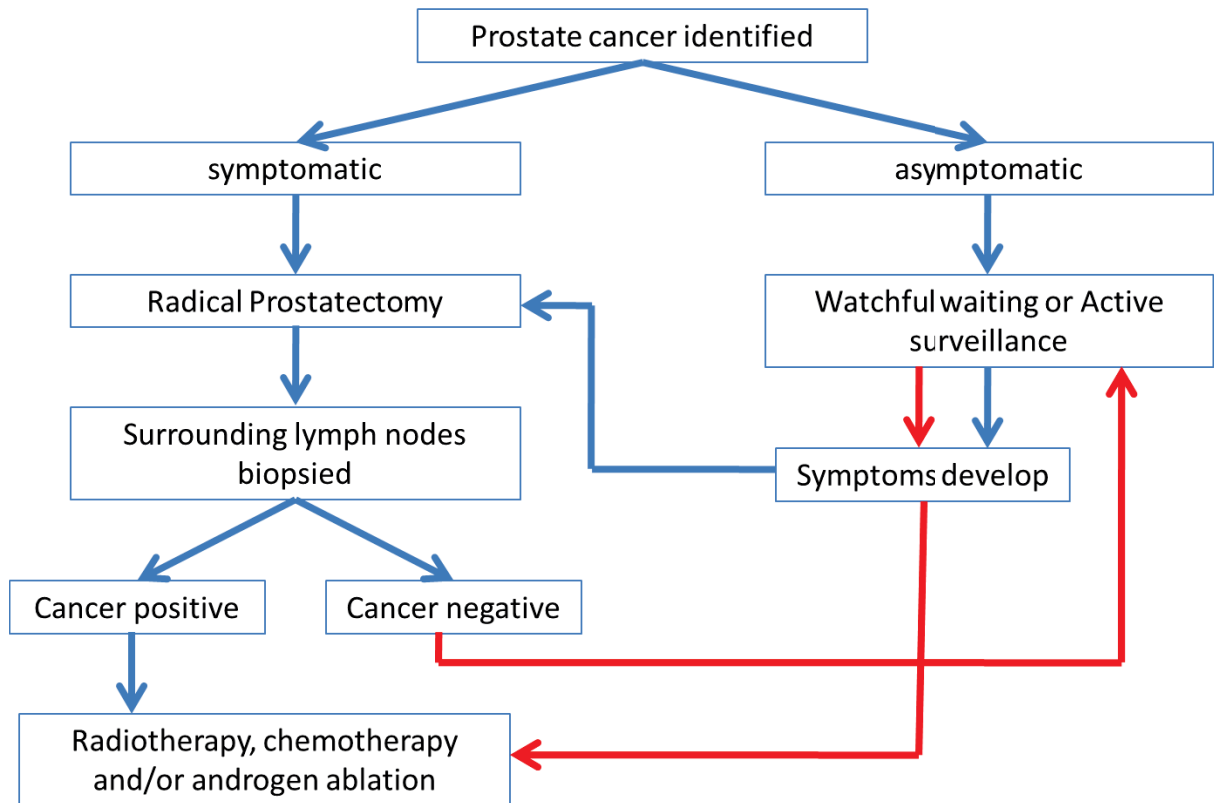 Prostate cancer identified
symptomatic
asymptomatic
Radical Prostatectomy
Watchful waiting or Active
surveillance
Surrounding lymph nodes
biopsied
Symptoms develop
Cancer positive
Cancer negative
Radiotherapy, chemotherapy
and/or androgen ablation